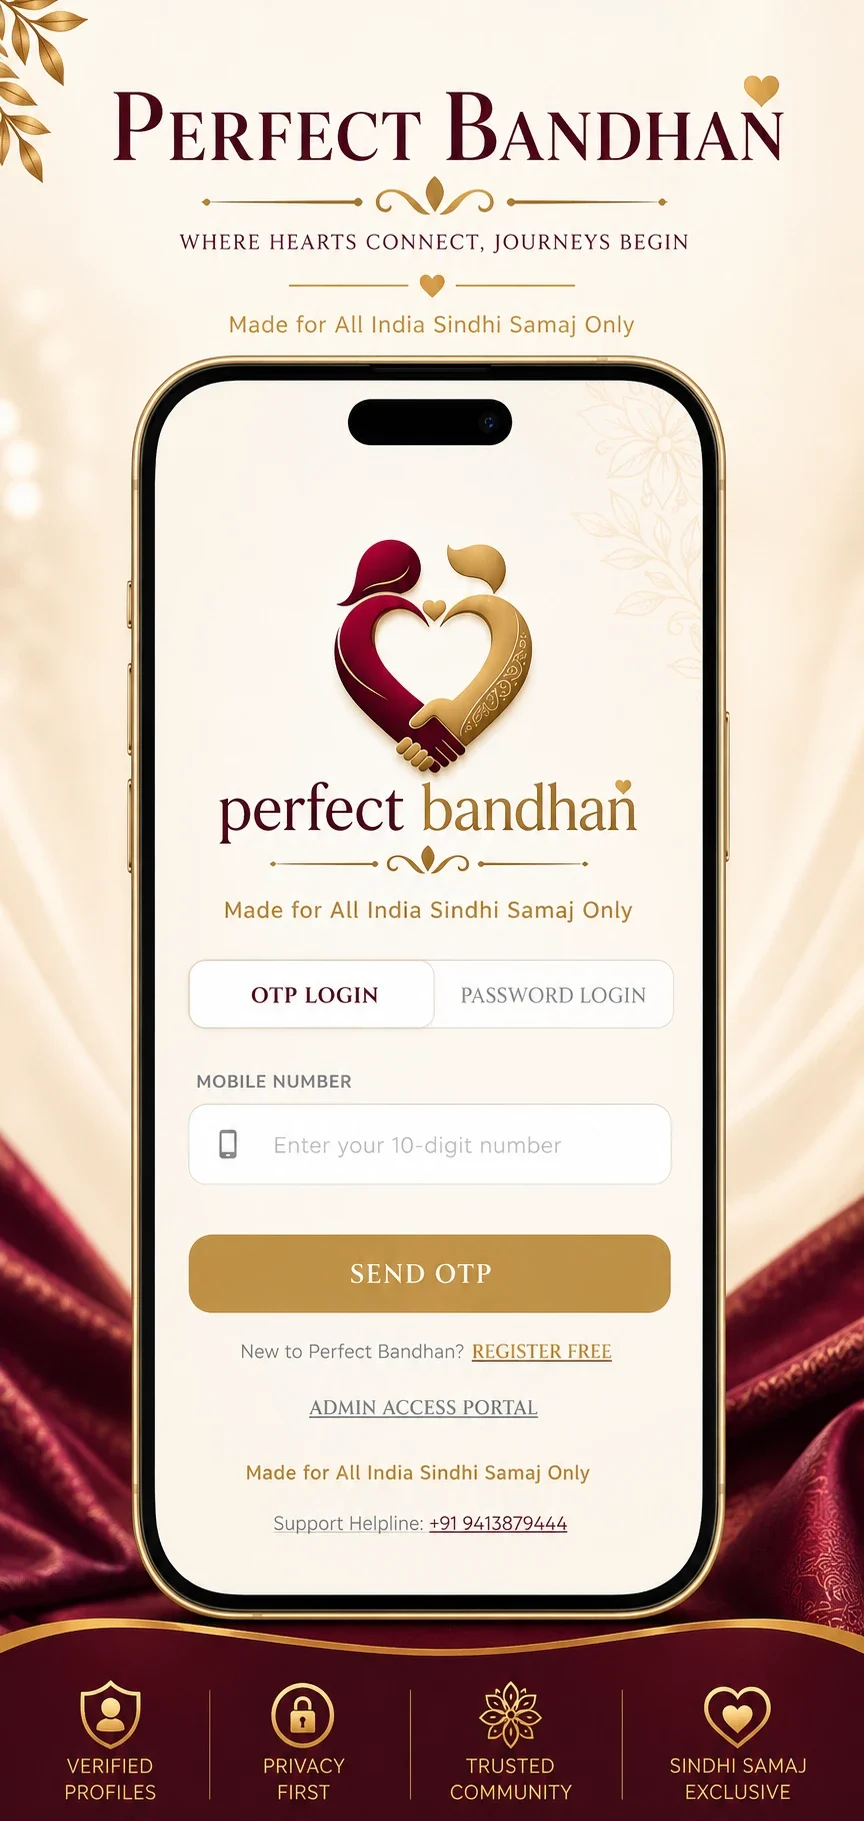 PERFECT BANDHAN
WHERE HEARTS CONNECT, JOURNEYS BEGIN
Made for All India Sindhi Samaj Only
perfect bandhan
Made for All India Sindhi Samaj Only
OTP LOGIN PASSWORD LOGIN
MOBILE NUMBER
Enter your 10-digit number
SEND OTP
New to Perfect Bandhan? REGISTER FREE
ADMIN ACCESS PORTAL
Made for All India Sindhi Samaj Only
Support Helpline: +91 9413879444
VERIFIED PROFILES
PRIVACY FIRST
TRUSTED COMMUNITY
SINDHI SAMAJ EXCLUSIVE